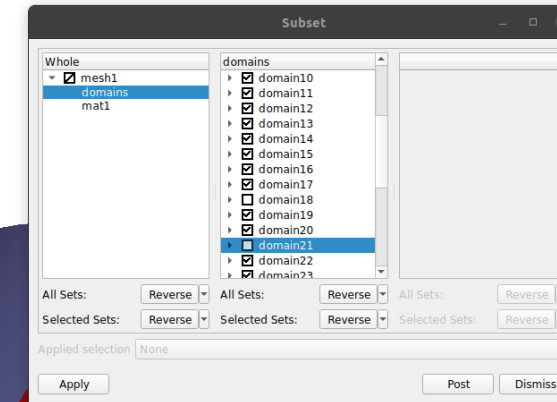 Subset
Whole
mesh1
domains
mat1
domains
domain10
domain11
domain12
domain13
domain14
domain15
domain16
domain17
domain18
domain19
domain20
domain21
domain22
domain23
All Sets: Reverse All Sets: Reverse All Sets: Reverse
Selected Sets: Reverse Selected Sets: Reverse Selected Sets: Reverse
Applied selection None
Apply Post Dismiss